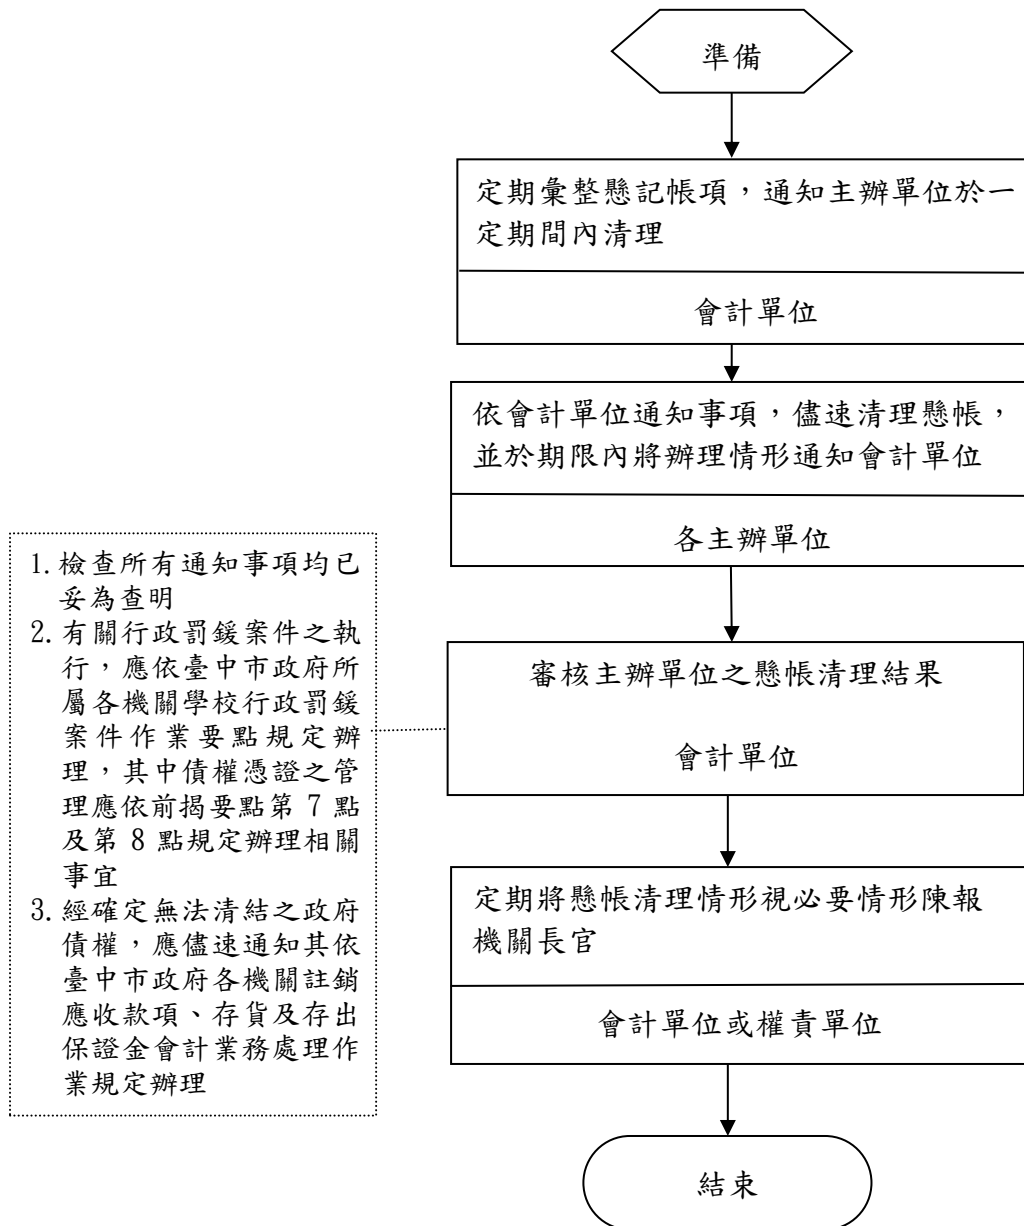 準備
定期彙整懸記帳項，通知主辦單位於一
定期間內清理
會計單位
依會計單位通知事項，儘速清理懸帳，
並於期限內將辦理情形通知會計單位
各主辦單位
審核主辦單位之懸帳清理結果
會計單位
1. 檢查所有通知事項均已
妥為查明
2. 有關行政罰鍰案件之執
行，應依臺中市政府所
屬各機關學校行政罰鍰
案件作業要點規定辦
理，其中債權憑證之管
理應依前揭要點第 7 點
及第 8 點規定辦理相關
事宜
3. 經確定無法清結之政府
債權，應儘速通知其依
臺中市政府各機關註銷
應收款項、存貨及存出
保證金會計業務處理作
業規定辦理
定期將懸帳清理情形視必要情形陳報
機關長官
會計單位或權責單位
結束